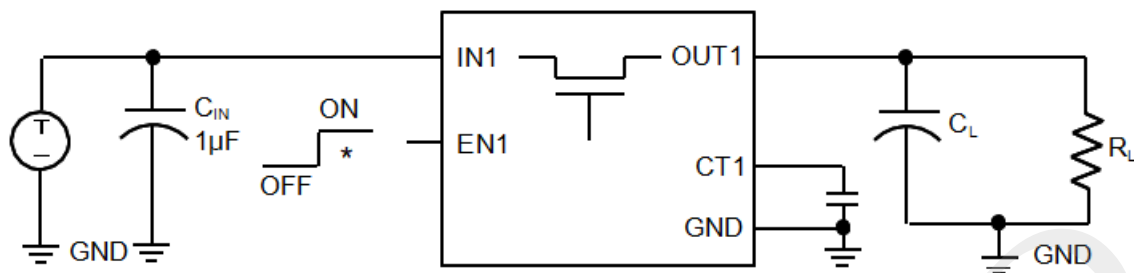 IN1
OUT1
C_IN
1µF
ON
*
OFF
EN1
C_L
R_L
CT1
GND
GND
GND